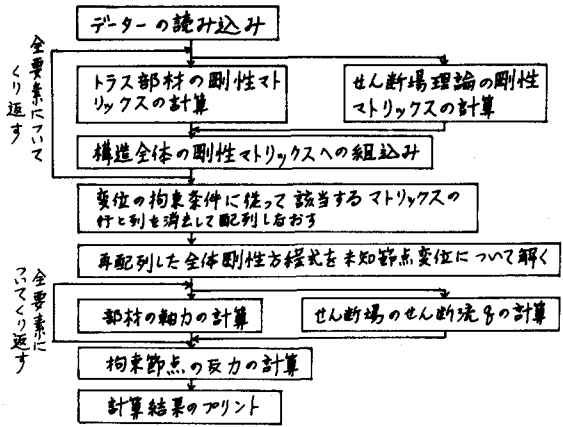 データーの読み込み
全要素について
くり返す
トラス部材の剛性マト
リックスの計算
せん断場理論の剛性
マトリックスの計算
構造全体の剛性マトリックスへの組込み
変位の拘束条件に従って該当するマトリックスの
行と列を消去して配列しなおす
再配列した全体剛性方程式を未知節点変位について解く
全要素に
ついてくり返す
部材の軸力の計算
せん断場のせん断流qの計算
拘束節点の反力の計算
計算結果のプリント